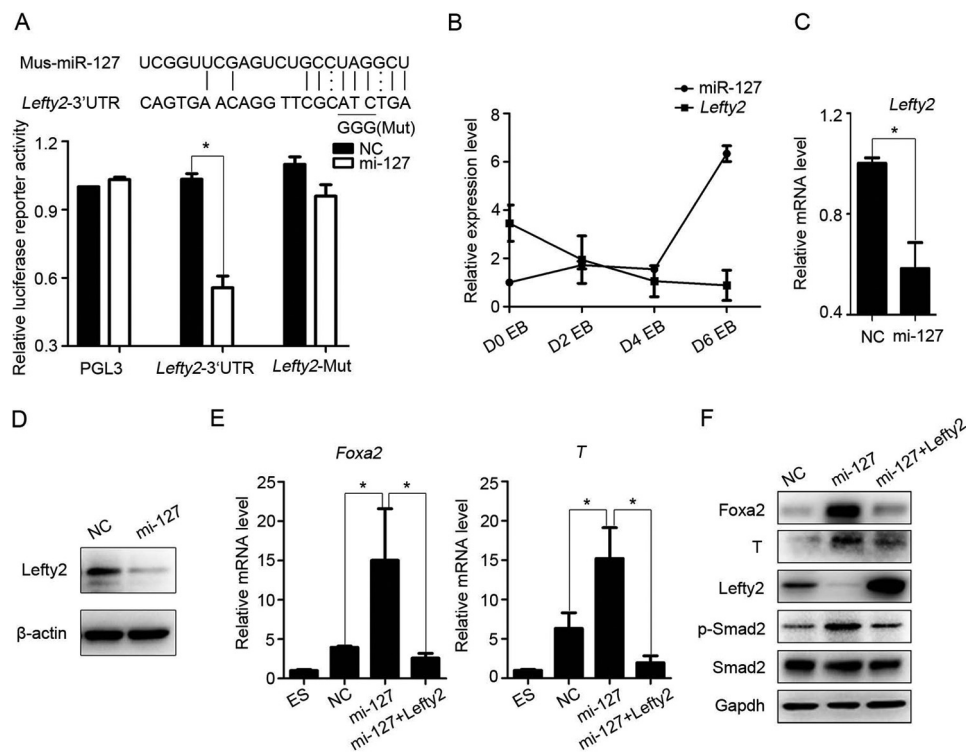 A
Mus-miR-127 UCGGUUCGAGUCUGCCUAGGCU
Lefty2-3'UTR CAGTGAACAGG TTCGCATCTGA
GGG(Mut)
NC
mi-127
Relative luciferase reporter activity
1.2
0.9
0.6
0.3
*
PGL3 Lefty2-3'UTR Lefty2-Mut
B
miR-127
Lefty2
Relative expression level
8
6
4
2
0
D0 EB D2 EB D4 EB D6 EB
C
Lefty2
Relative mRNA level
1.2
0.8
0.4
*
NC mi-127
D
NC mi-127
Lefty2
β-actin
E
Foxa2
Relative mRNA level
25
20
15
10
5
0
* *
ES NC mi-127 mi-127+Lefty2
T
Relative mRNA level
25
20
15
10
5
0
* *
ES NC mi-127 mi-127+Lefty2
F
NC mi-127 mi-127+Lefty2
Foxa2
T
Lefty2
p-Smad2
Smad2
Gapdh